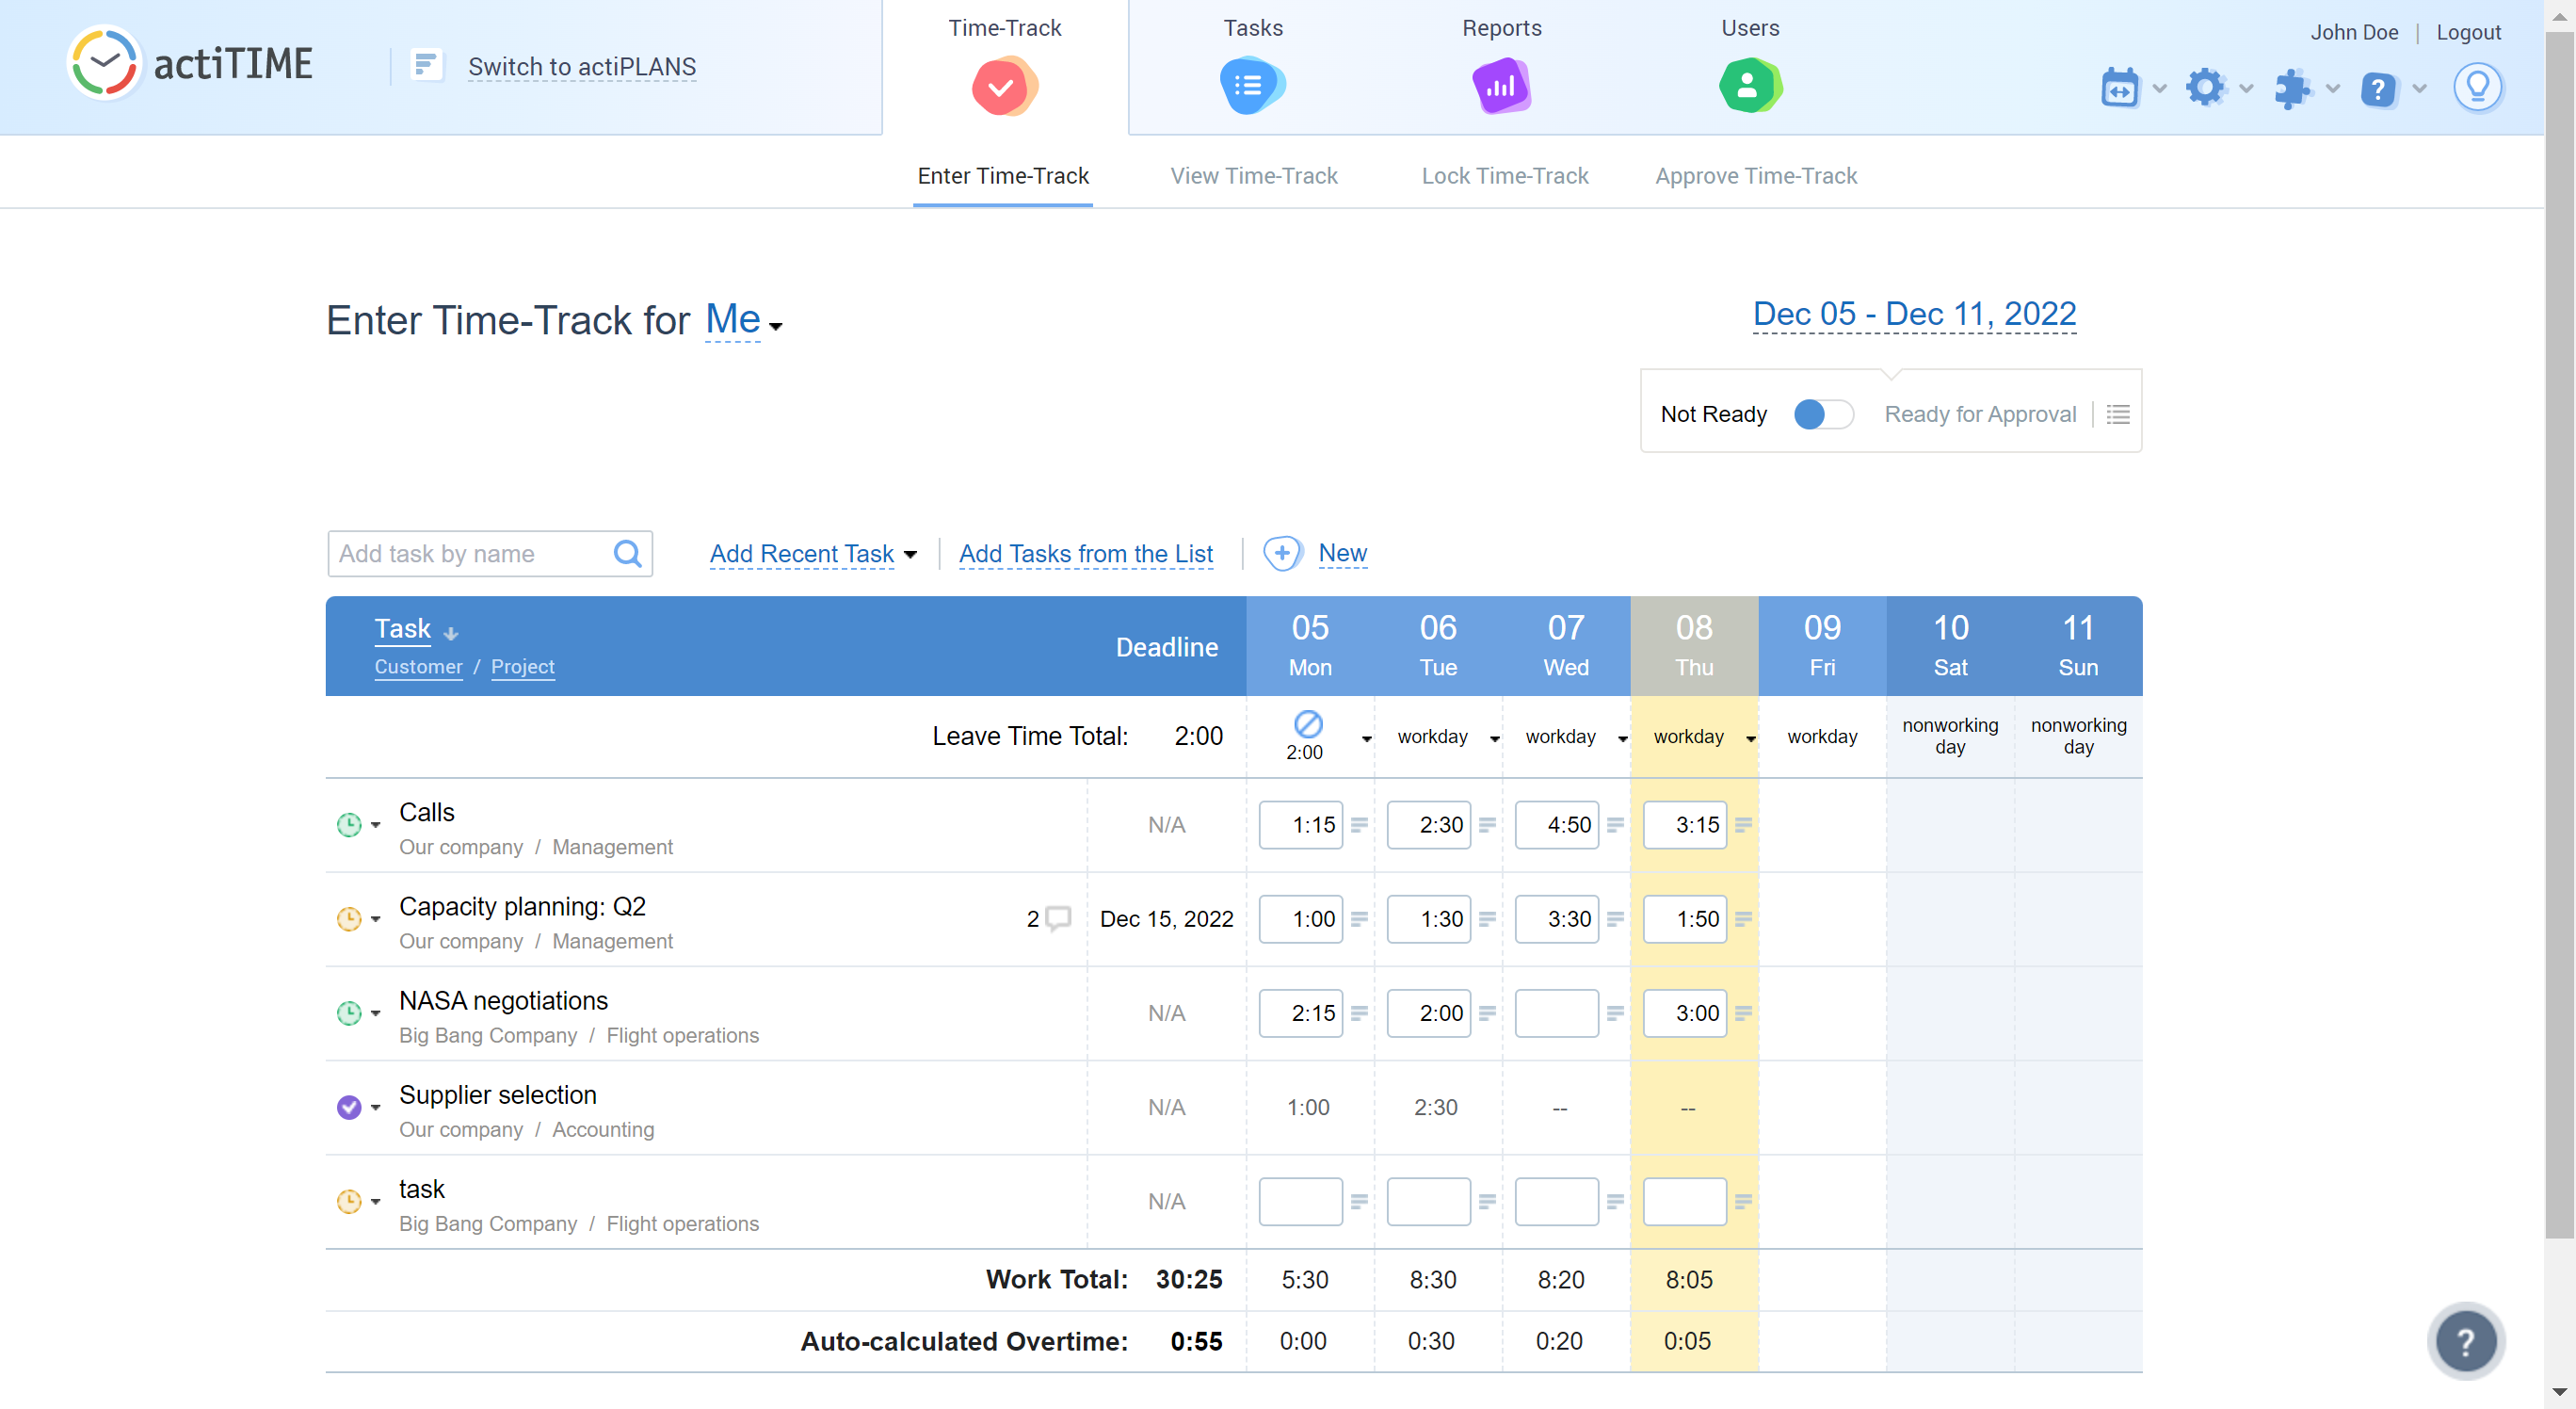 actiTIME
Switch to actiPLANS
Time-Track
Tasks
Reports
Users
John Doe | Logout
Enter Time-Track
View Time-Track
Lock Time-Track
Approve Time-Track
Enter Time-Track for Me
Dec 05 - Dec 11, 2022
Not Ready
Ready for Approval
Add task by name
Add Recent Task
Add Tasks from the List
New
Task
Customer / Project
Deadline
05 Mon
06 Tue
07 Wed
08 Thu
09 Fri
10 Sat
11 Sun
Leave Time Total: 2:00
2:00
workday
workday
workday
workday
nonworking day
nonworking day
Calls
Our company / Management
N/A 1:15 2:30 4:50 3:15
Capacity planning: Q2
Our company / Management
2 Dec 15, 2022 1:00 1:30 3:30 1:50
NASA negotiations
Big Bang Company / Flight operations
N/A 2:15 2:00 3:00
Supplier selection
Our company / Accounting
N/A 1:00 2:30 -- --
task
Big Bang Company / Flight operations
N/A
Work Total: 30:25 5:30 8:30 8:20 8:05
Auto-calculated Overtime: 0:55 0:00 0:30 0:20 0:05
?